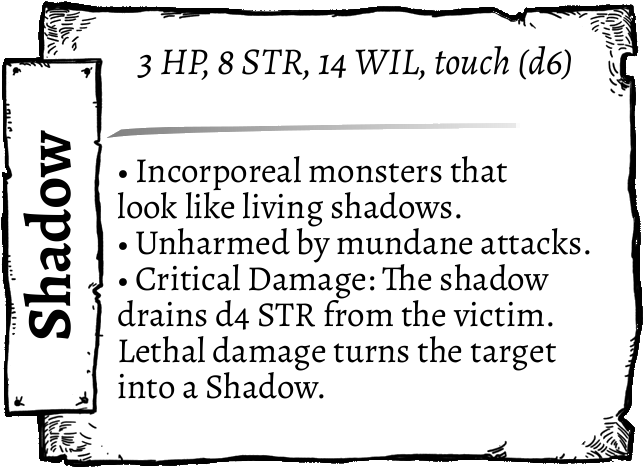 Shadow
3 HP, 8 STR, 14 WIL, touch (d6)
• Incorporeal monsters that
look like living shadows.
• Unharmed by mundane attacks.
• Critical Damage: The shadow
drains d4 STR from the victim.
Lethal damage turns the target
into a Shadow.